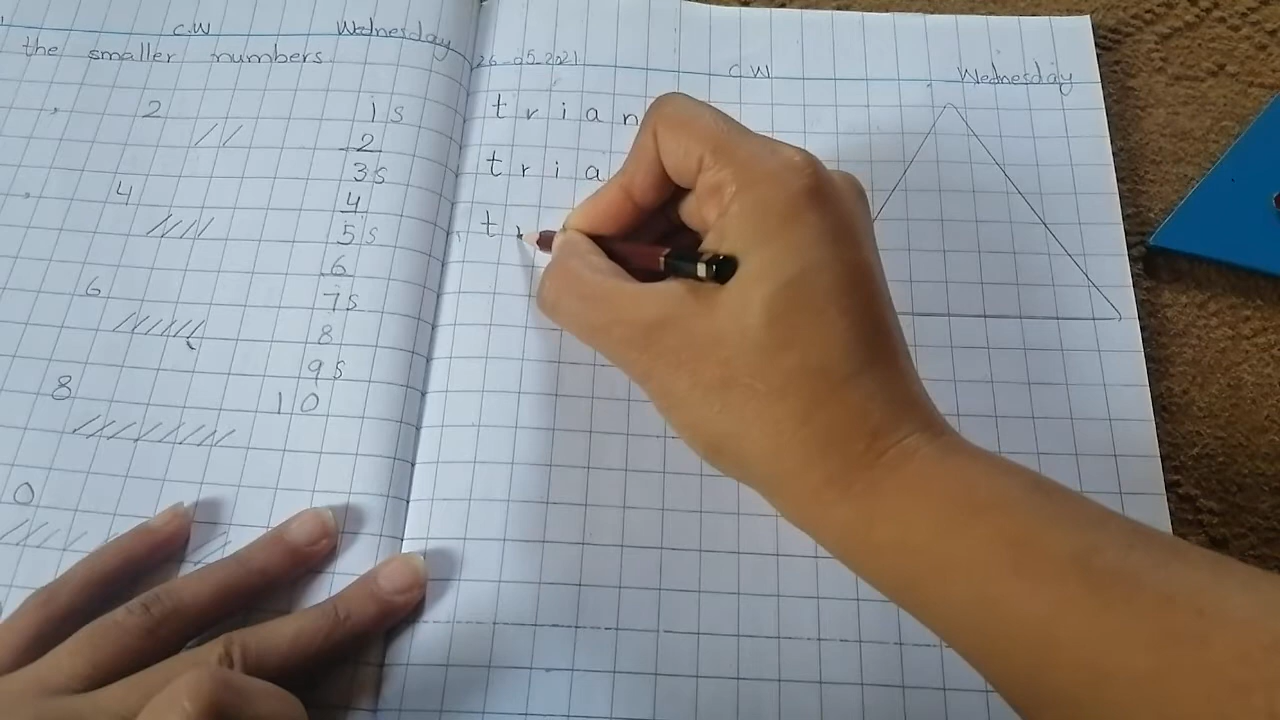 C.W Wednesday
the smaller numbers.
2 1s
2
3s
4 4
5s
6 6
7s
8
8 9s
10
0
26-05-2021 C.W Wednesday
t r i a n
t r i a
t r